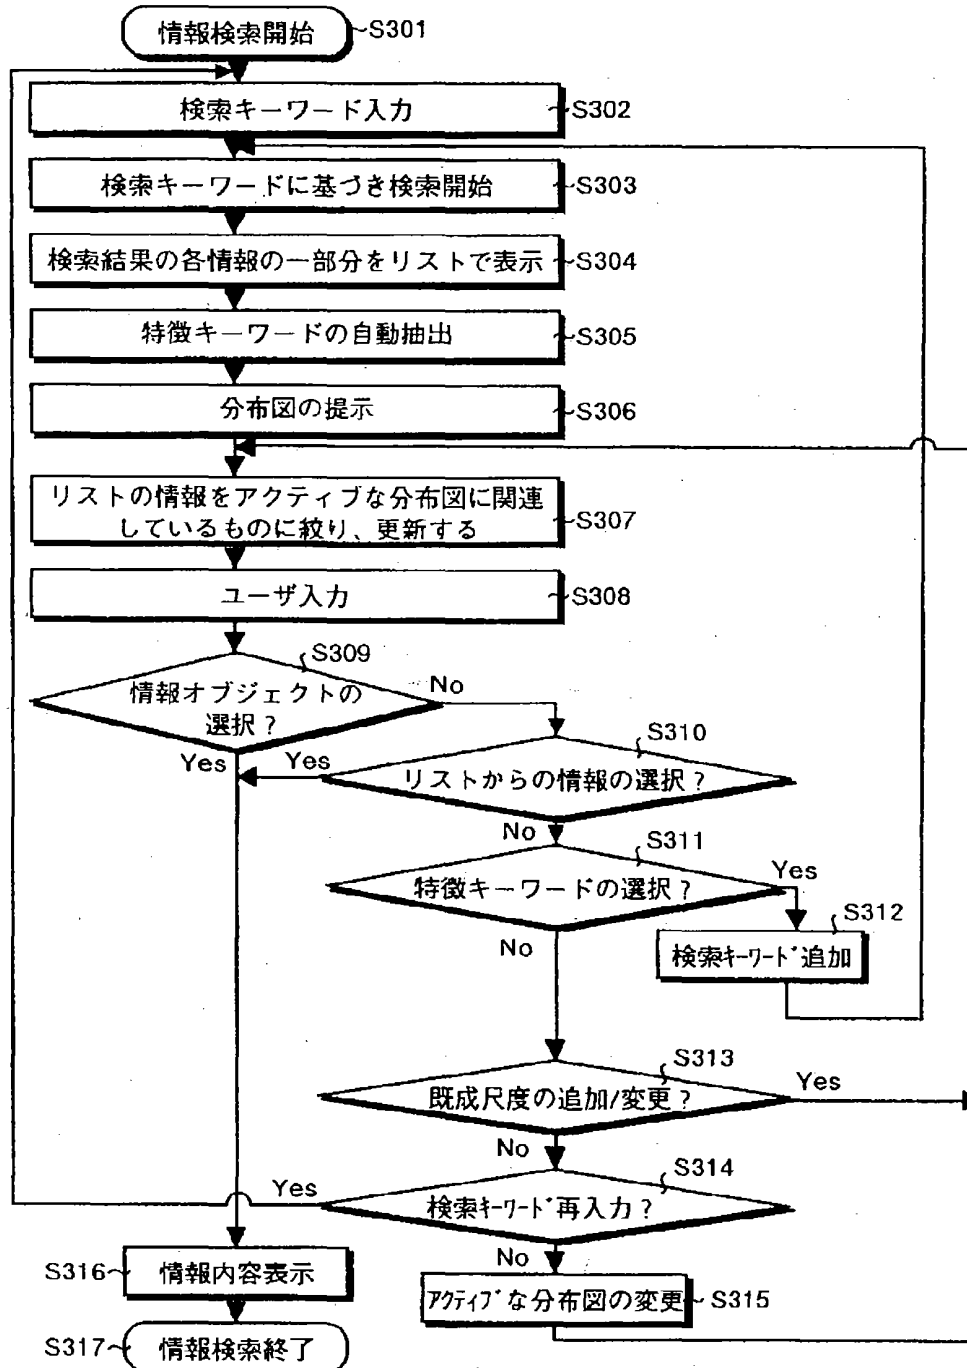 情報検索開始 S301
検索キーワード入力 S302
検索キーワードに基づき検索開始 S303
検索結果の各情報の一部分をリストで表示 S304
特徴キーワードの自動抽出 S305
分布図の提示 S306
リストの情報をアクティブな分布図に関連
しているものに絞り、更新する S307
ユーザ入力 S308
S309
情報オブジェクトの
選択?
No
Yes
S310
リストからの情報の選択?
Yes
No
S311
特徴キーワードの選択?
Yes
No
S312
検索ｷｰﾜｰﾄﾞ追加
S313
既成尺度の追加/変更?
Yes
No
S314
検索ｷｰﾜｰﾄﾞ再入力?
Yes
No
S316 情報内容表示
ｱｸﾃｨﾌﾞな分布図の変更 S315
S317 情報検索終了